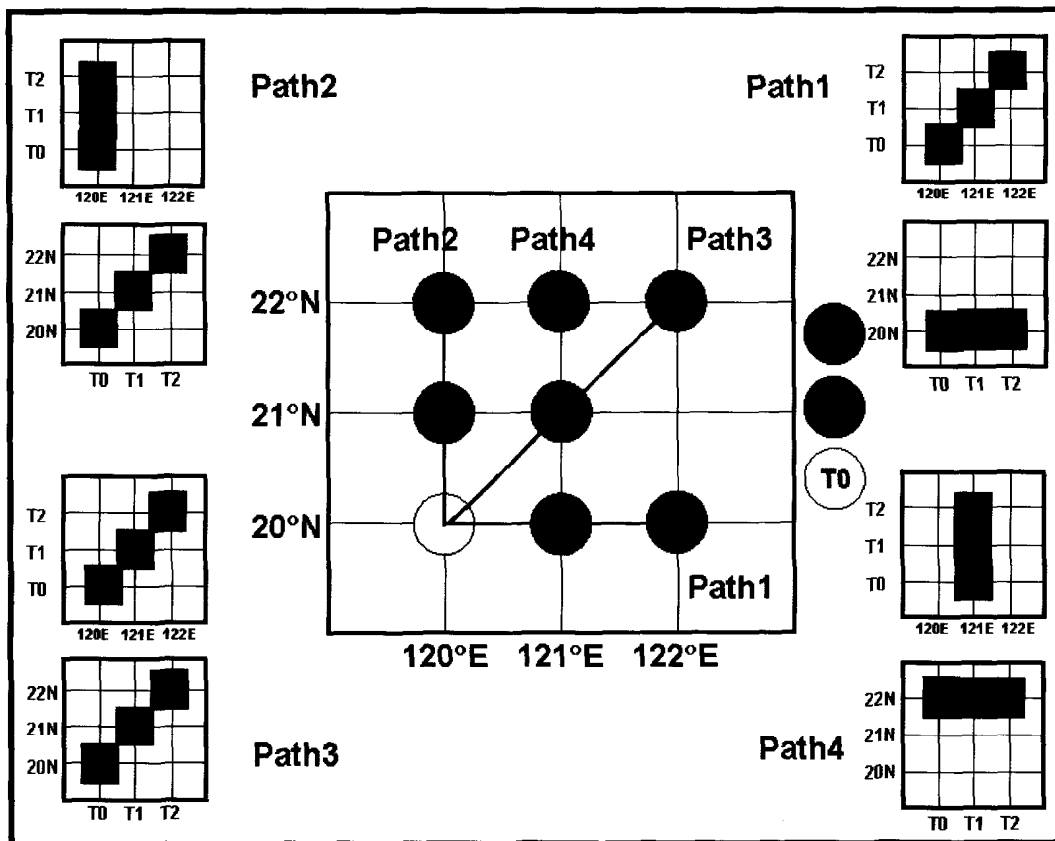 Path2
T2
T1
T0
120E 121E 122E
22N
21N
20N
T0 T1 T2
Path1
T2
T1
T0
120E 121E 122E
22N
21N
20N
T0 T1 T2
Path2 Path4 Path3
22°N
21°N
20°N
Path1
120°E 121°E 122°E
T0
T2
T1
T0
120E 121E 122E
22N
21N
20N
T0 T1 T2
Path3
T2
T1
T0
120E 121E 122E
22N
21N
20N
T0 T1 T2
Path4